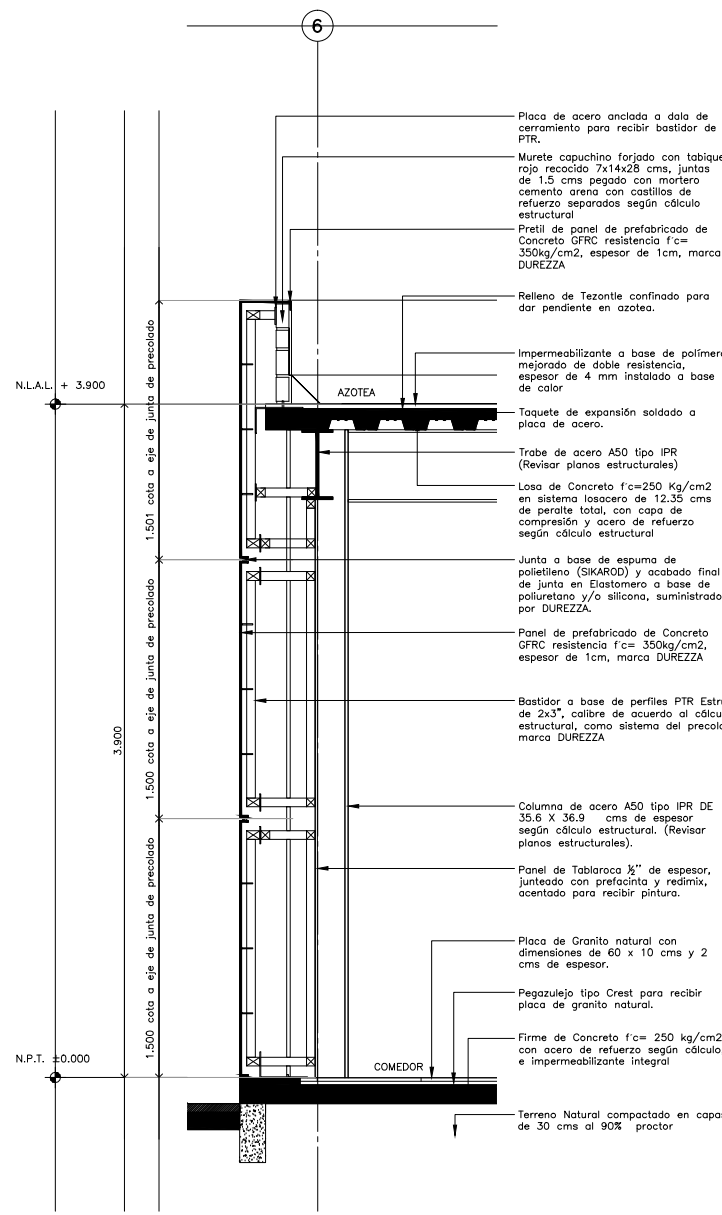 6
Placa de acero anclada a dala de
cerramiento para recibir bastidor de
PTR.
Murete capuchino forjado con tabique
rojo recocido 7x14x28 cms, juntas
de 1.5 cms pegado con mortero
cemento arena con castillos de
refuerzo separados según cálculo
estructural
Pretil de panel de prefabricado de
Concreto GFRC resistencia f'c=
350kg/cm2, espesor de 1cm, marca
DUREZZA
Relleno de Tezontle confinado para
dar pendiente en azotea.
Impermeabilizante a base de polímero
mejorado de doble resistencia,
espesor de 4 mm instalado a base
de calor
N.L.A.L. + 3.900
AZOTEA
Taquete de expansión soldado a
placa de acero.
Trabe de acero A50 tipo IPR
(Revisar planos estructurales)
Losa de Concreto f'c=250 Kg/cm2
en sistema losacero de 12.35 cms
de peralte total, con capa de
compresión y acero de refuerzo
según cálculo estructural
1.501 cota a eje de junta de precolado
Junta a base de espuma de
polietileno (SIKAROD) y acabado final
de junta en Elastomero a base de
poliuretano y/o silicona, suministrado
por DUREZZA.
Panel de prefabricado de Concreto
GFRC resistencia f'c= 350kg/cm2,
espesor de 1cm, marca DUREZZA
1.500 cota a eje de junta de precolado
3.900
Bastidor a base de perfiles PTR Estru
de 2x3", calibre de acuerdo al cálcu
estructural, como sistema del precola
marca DUREZZA
Columna de acero A50 tipo IPR DE
35.6 X 36.9 cms de espesor
según cálculo estructural. (Revisar
planos estructurales).
Panel de Tablaroca ½'' de espesor,
junteado con prefacinta y redimix,
acentado para recibir pintura.
1.500 cota a eje de junta de precolado
Placa de Granito natural con
dimensiones de 60 x 10 cms y 2
cms de espesor.
Pegazulejo tipo Crest para recibir
placa de granito natural.
Firme de Concreto f'c= 250 kg/cm2
con acero de refuerzo según cálculo
e impermeabilizante integral
N.P.T. ±0.000
COMEDOR
Terreno Natural compactado en capas
de 30 cms al 90% proctor